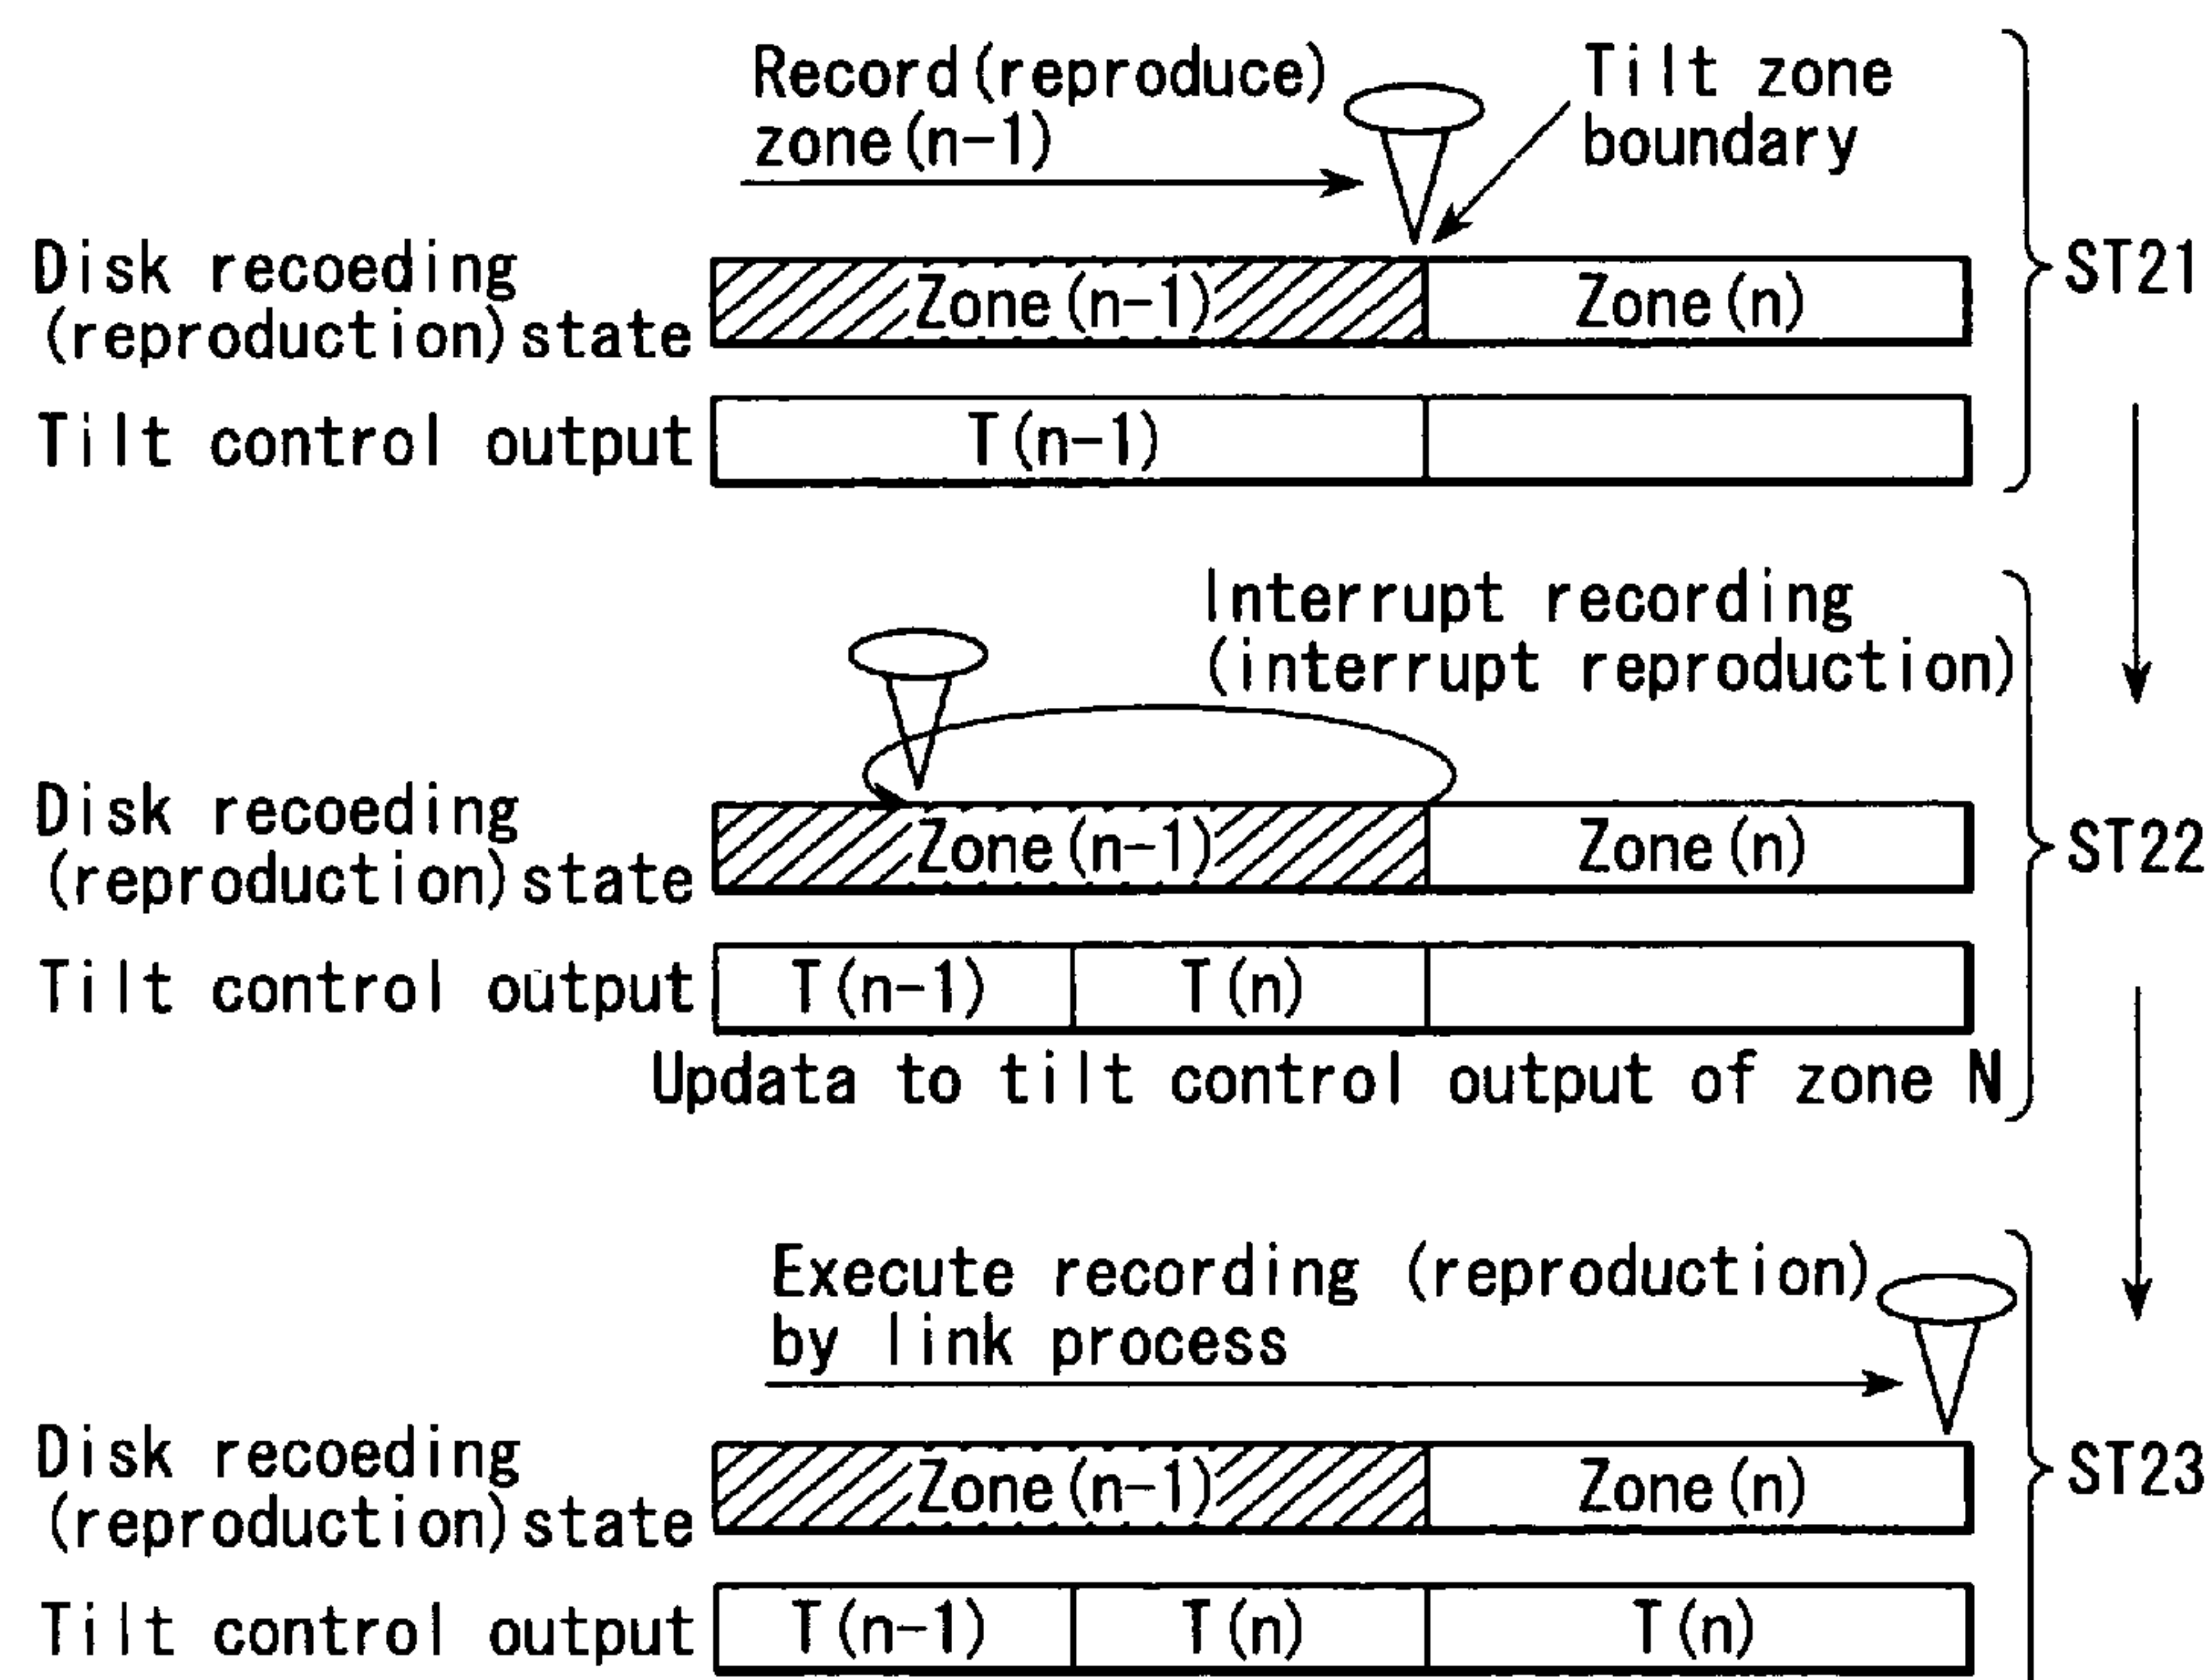 Record(reproduce)
zone(n-1)
Tilt zone
boundary
Disk recoeding
(reproduction)state
Zone(n-1)
Zone(n)
ST21
Tilt control output
T(n-1)
Interrupt recording
(interrupt reproduction)
Disk recoeding
(reproduction)state
Zone(n-1)
Zone(n)
ST22
Tilt control output
T(n-1)
T(n)
Updata to tilt control output of zone N
Execute recording (reproduction)
by link process
Disk recoeding
(reproduction)state
Zone(n-1)
Zone(n)
ST23
Tilt control output
T(n-1)
T(n)
T(n)